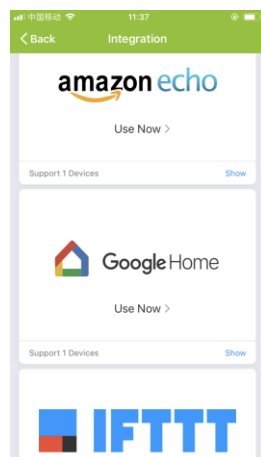 中国移动 11:37
Back Integration
amazon echo
Use Now
Support 1 Devices Show
Google Home
Use Now
Support 1 Devices Show
IFTTT